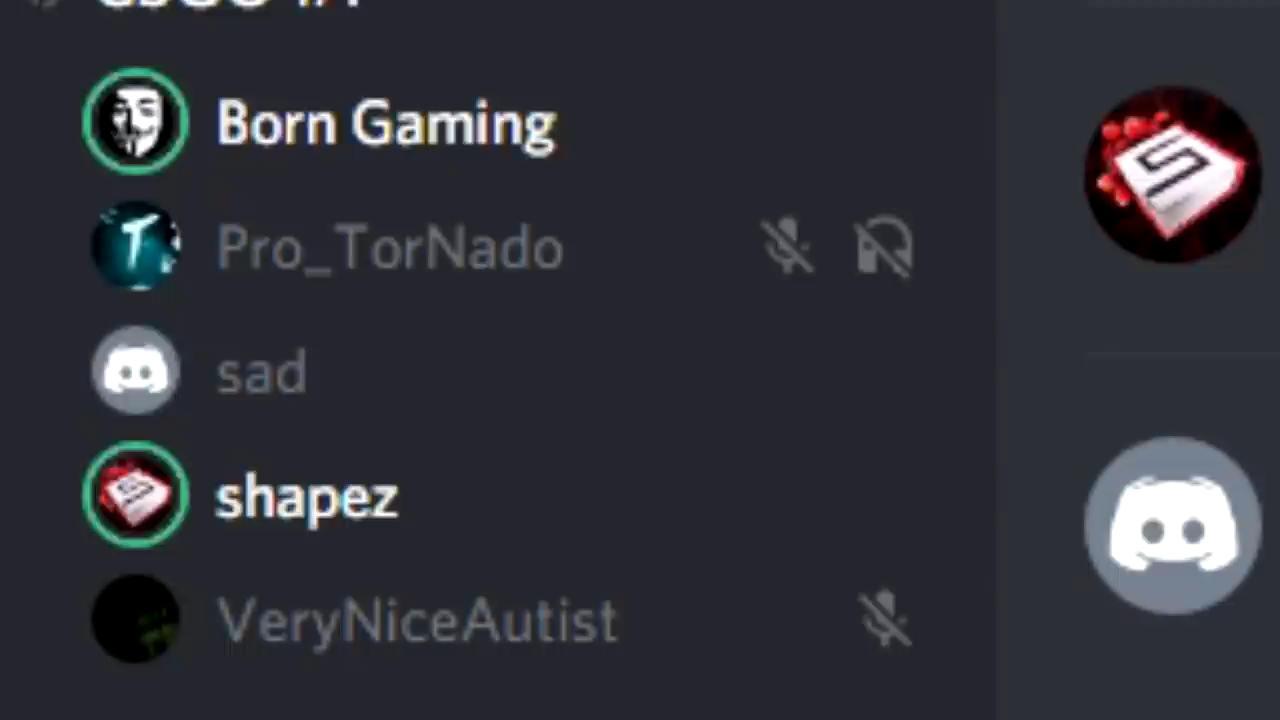 Born Gaming
Pro_TorNado
sad
shapez
VeryNiceAutist